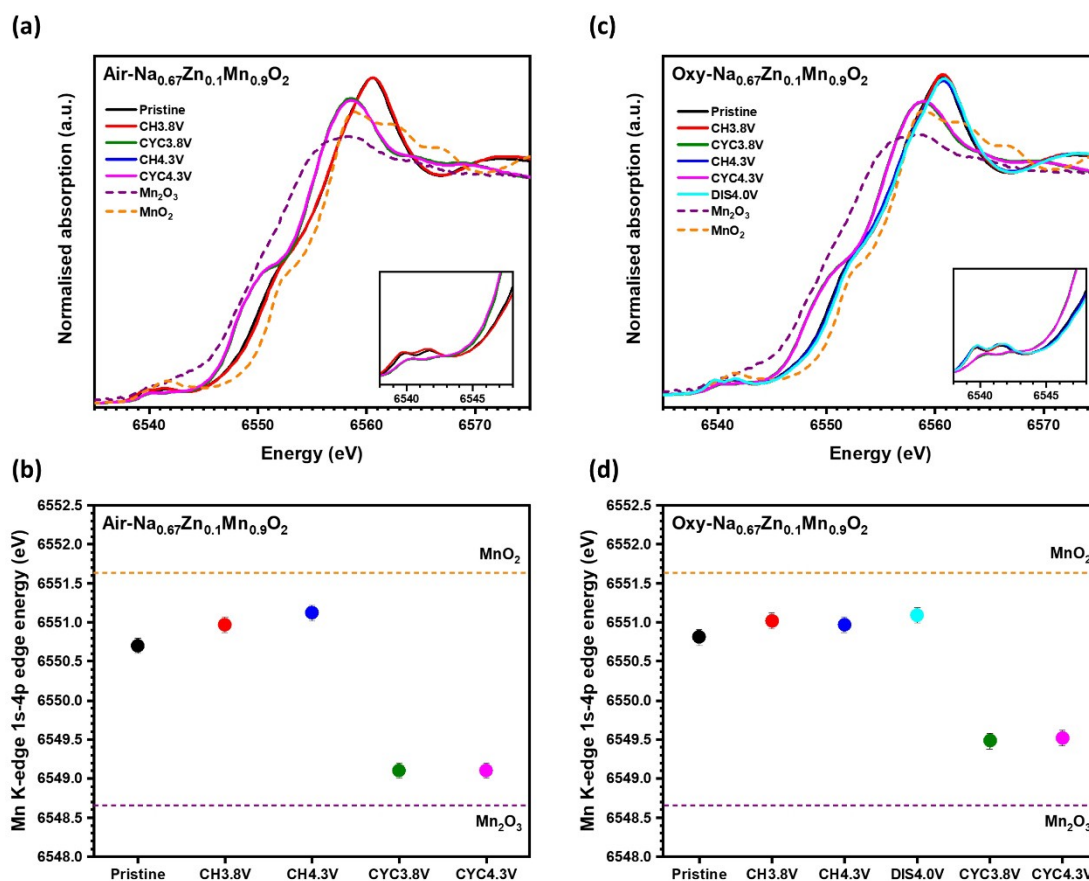 (a)
Air-Na0.67Zn0.1Mn0.9O2
Pristine
CH3.8V
CYC3.8V
CH4.3V
CYC4.3V
Mn2O3
MnO2
6540
6545
Normalised absorption (a.u.)
6540
6550
6560
6570
Energy (eV)
(c)
Oxy-Na0.67Zn0.1Mn0.9O2
Pristine
CH3.8V
CYC3.8V
CH4.3V
CYC4.3V
DIS4.0V
Mn2O3
MnO2
6540
6545
Normalised absorption (a.u.)
6540
6550
6560
6570
Energy (eV)
(b)
Air-Na0.67Zn0.1Mn0.9O2
MnO2
Mn2O3
Mn K-edge 1s-4p edge energy (eV)
6552.5
6552.0
6551.5
6551.0
6550.5
6550.0
6549.5
6549.0
6548.5
6548.0
Pristine
CH3.8V
CH4.3V
CYC3.8V
CYC4.3V
(d)
Oxy-Na0.67Zn0.1Mn0.9O2
MnO2
Mn2O3
Mn K-edge 1s-4p edge energy (eV)
6552.5
6552.0
6551.5
6551.0
6550.5
6550.0
6549.5
6549.0
6548.5
6548.0
Pristine
CH3.8V
CH4.3V
DIS4.0V
CYC3.8V
CYC4.3V